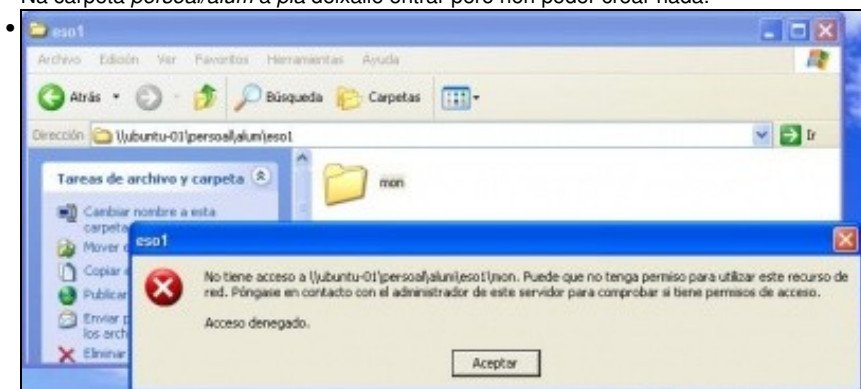 Na carpeta persoal/alum a pia deixalle entrar pero non poder crear nada.
eso1
Archivo Edición Ver Favoritos Herramientas Ayuda
Atrás Búsqueda Carpetas
Dirección \\ubuntu-01\persoal\alum\eso1 Ir
Tareas de archivo y carpeta
mon
Cambiar nombre a esta
carpeta
Mover
Copiar
Publicar
Enviar
los arch
Eliminar
eso1
No tiene acceso a \\ubuntu-01\persoal\alum\eso1\mon. Puede que no tenga permiso para utilizar este recurso de
red. Póngase en contacto con el administrador de este servidor para comprobar si tiene permisos de acceso.
Acceso denegado.
Aceptar